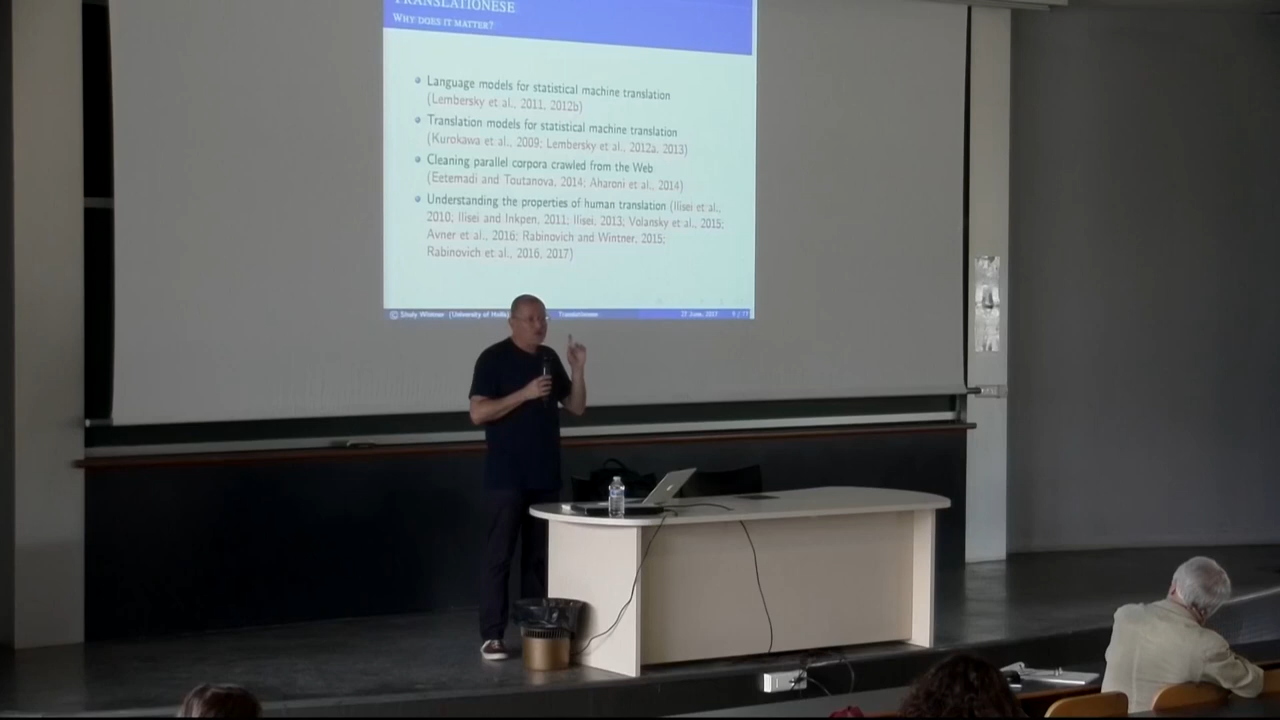 TRANSLATIONESE
WHY DOES IT MATTER?
Language models for statistical machine translation
(Lembersky et al., 2011, 2012b)
Translation models for statistical machine translation
(Kurokawa et al., 2009; Lembersky et al., 2012a, 2013)
Cleaning parallel corpora crawled from the Web
(Eetemadi and Toutanova, 2014; Aharoni et al., 2014)
Understanding the properties of human translation (Ilisei et al.,
2010; Ilisei and Inkpen, 2011; Ilisei, 2013; Volansky et al., 2015;
Avner et al., 2016; Rabinovich and Wintner, 2015;
Rabinovich et al., 2016, 2017)
© Shuly Wintner (University of Haifa) Translationese 17 June, 2017